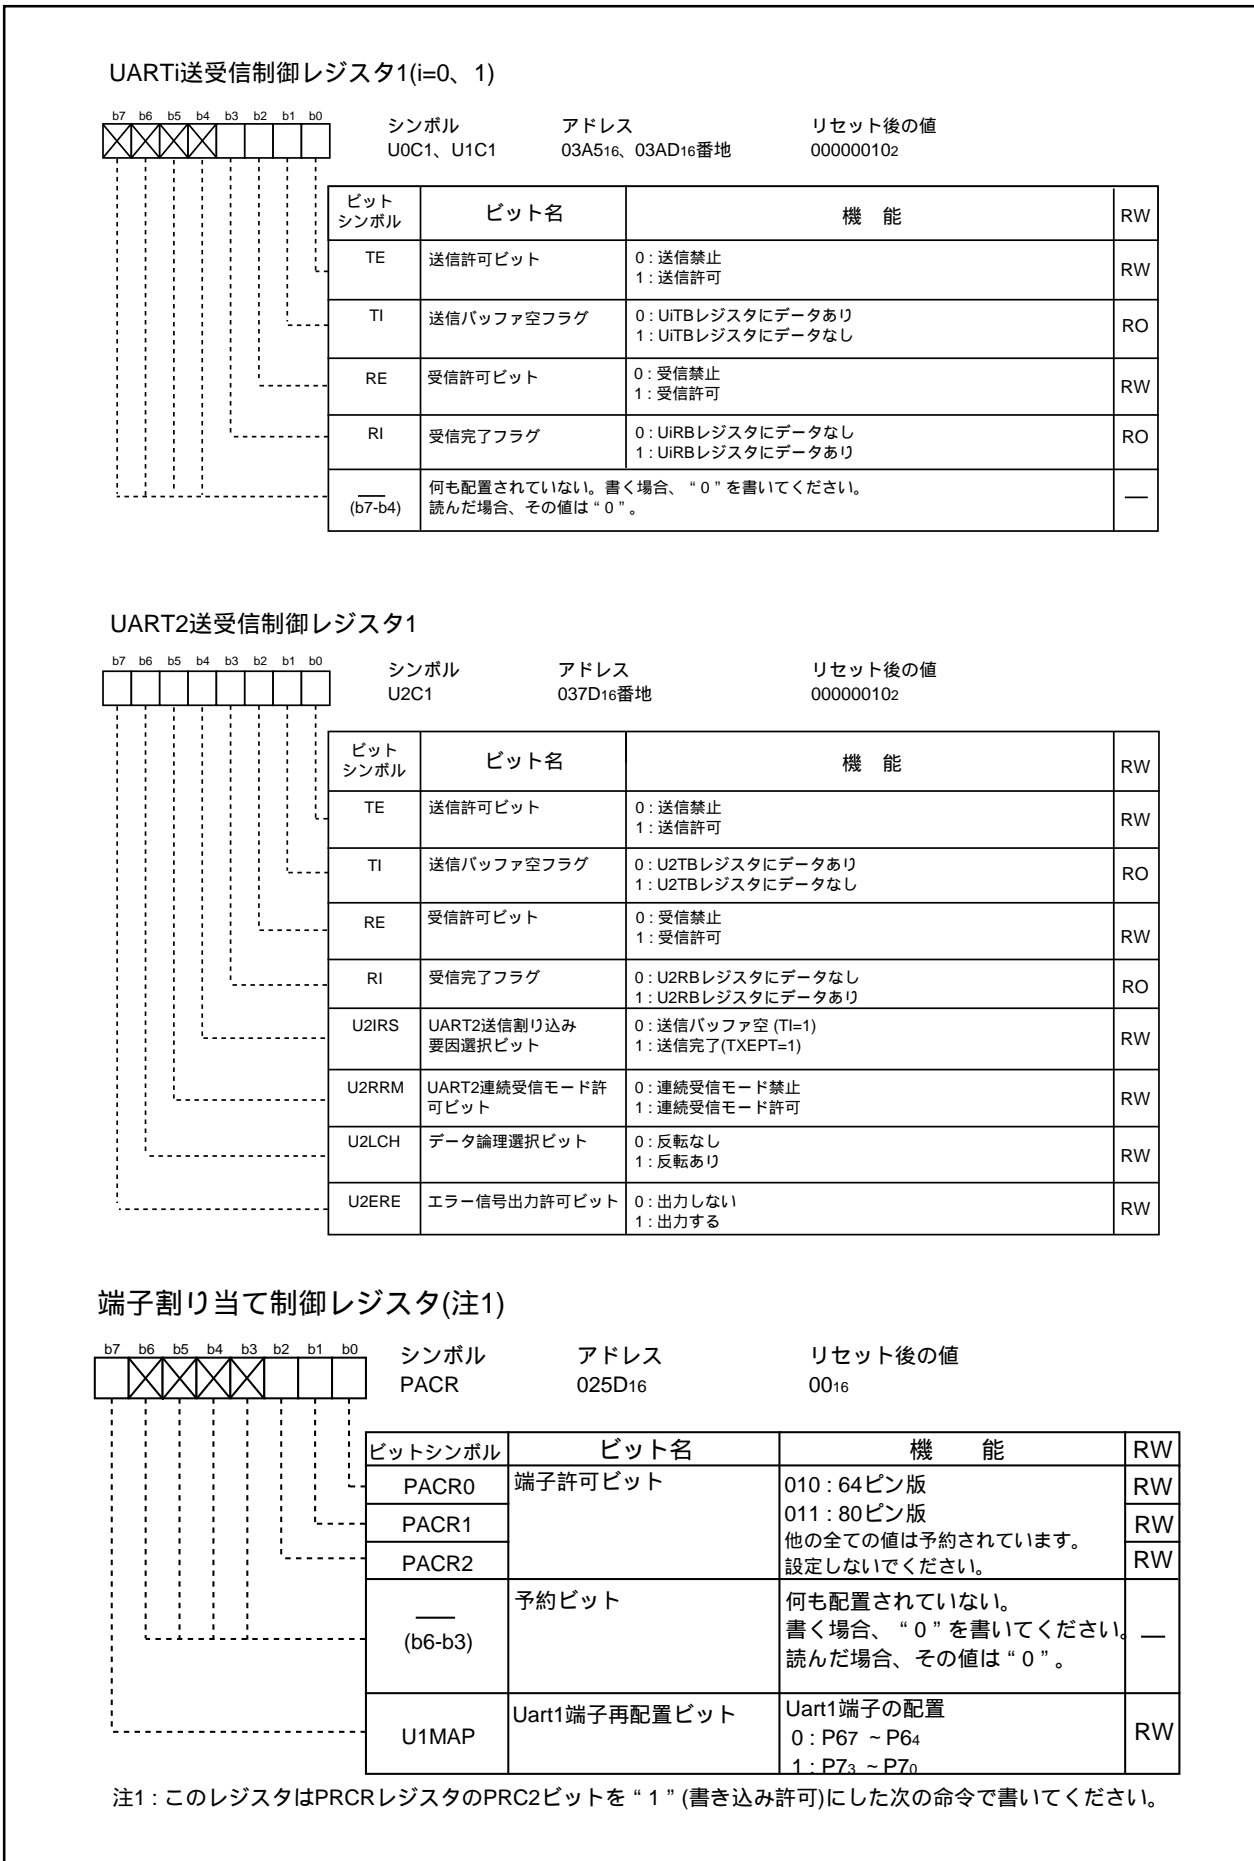 UARTi送受信制御レジスタ1(i=0、1)
b7 b6 b5 b4 b3 b2 b1 b0
シンボル アドレス リセット後の値
U0C1、U1C1 03A516、03AD16番地 000000102
ビット
シンボル ビット名 機 能 RW
TE 送信許可ビット 0 : 送信禁止
1 : 送信許可 RW
TI 送信バッファ空フラグ 0 : UiTBレジスタにデータあり
1 : UiTBレジスタにデータなし RO
RE 受信許可ビット 0 : 受信禁止
1 : 受信許可 RW
RI 受信完了フラグ 0 : UiRBレジスタにデータなし
1 : UiRBレジスタにデータあり RO
(b7-b4) 何も配置されていない。書く場合、“ 0 ” を書いてください。
読んだ場合、その値は “ 0 ” 。 —
UART2送受信制御レジスタ1
b7 b6 b5 b4 b3 b2 b1 b0
シンボル アドレス リセット後の値
U2C1 037D16番地 000000102
ビット
シンボル ビット名 機 能 RW
TE 送信許可ビット 0 : 送信禁止
1 : 送信許可 RW
TI 送信バッファ空フラグ 0 : U2TBレジスタにデータあり
1 : U2TBレジスタにデータなし RO
RE 受信許可ビット 0 : 受信禁止
1 : 受信許可 RW
RI 受信完了フラグ 0 : U2RBレジスタにデータなし
1 : U2RBレジスタにデータあり RO
U2IRS UART2送信割り込み
要因選択ビット 0 : 送信バッファ空 (TI=1)
1 : 送信完了(TXEPT=1) RW
U2RRM UART2連続受信モード許
可ビット 0 : 連続受信モード禁止
1 : 連続受信モード許可 RW
U2LCH データ論理選択ビット 0 : 反転なし
1 : 反転あり RW
U2ERE エラー信号出力許可ビット 0 : 出力しない
1 : 出力する RW
端子割り当て制御レジスタ(注1)
b7 b6 b5 b4 b3 b2 b1 b0
シンボル アドレス リセット後の値
PACR 025D16 0016
ビットシンボル ビット名 機 能 RW
PACR0 端子許可ビット 010 : 64ピン版 RW
PACR1 011 : 80ピン版 RW
他の全ての値は予約されています。
PACR2 設定しないでください。 RW
(b6-b3) 予約ビット 何も配置されていない。
書く場合、“ 0 ” を書いてください。 —
読んだ場合、その値は “ 0 ” 。
U1MAP Uart1端子再配置ビット Uart1端子の配置
0 : P67 ~ P64 RW
1 : P73 ~ P70
注1 : このレジスタはPRCRレジスタのPRC2ビットを “ 1 ” (書き込み許可)にした次の命令で書いてください。